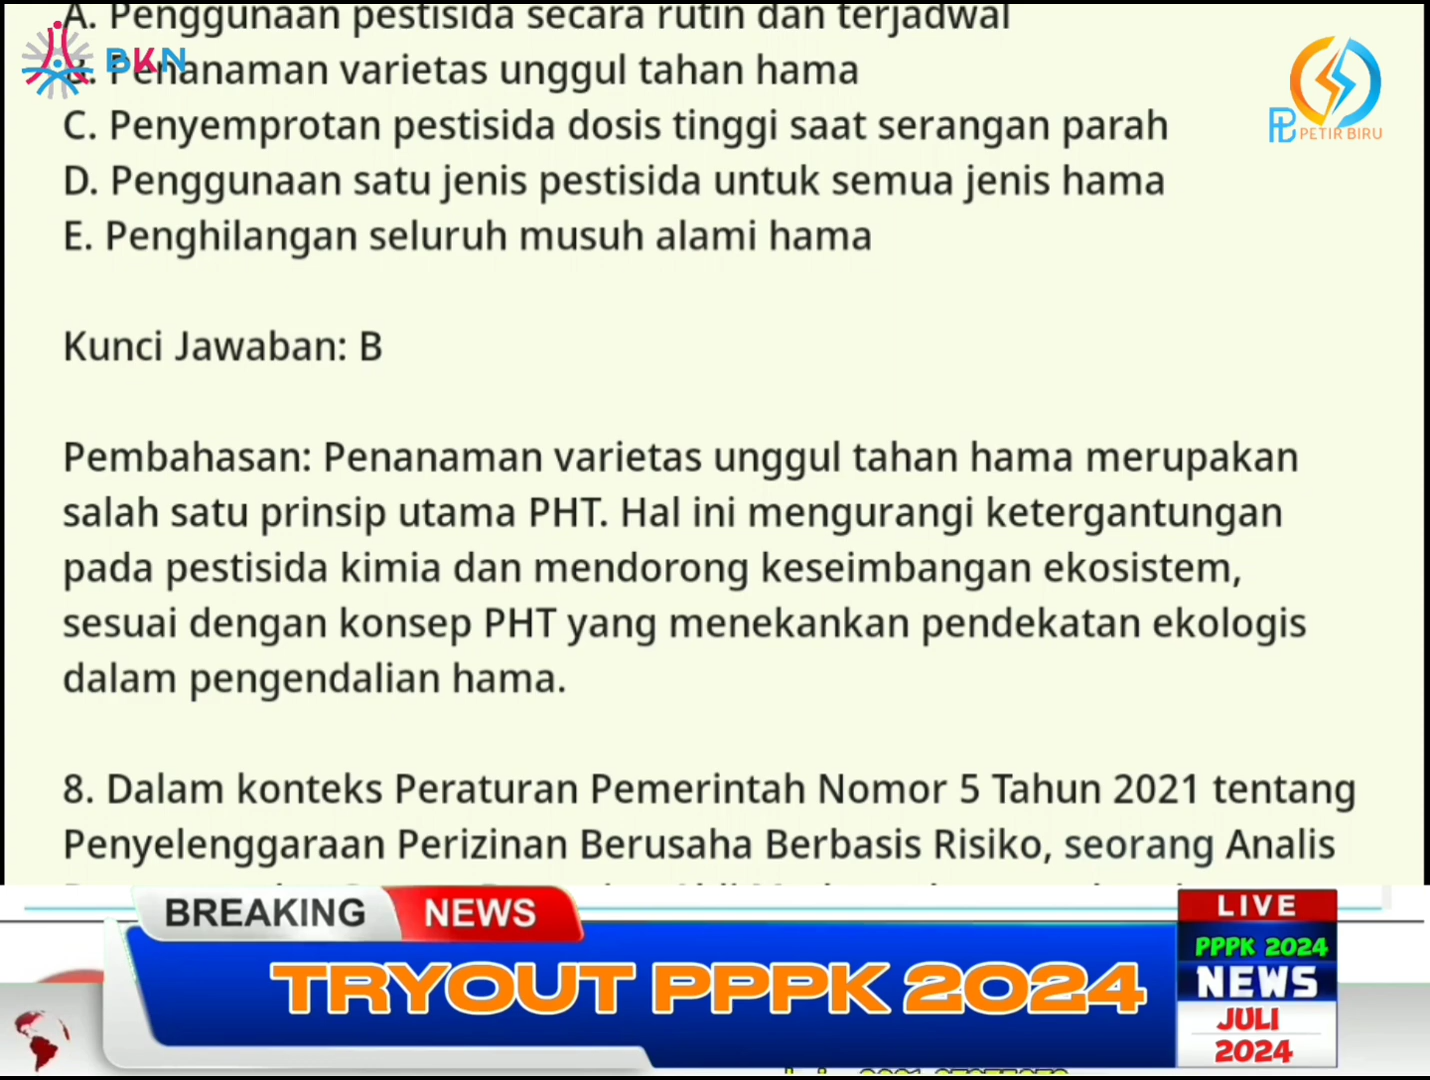 A. Penggunaan pestisida secara rutin dan terjadwal
BKN
B. Penanaman varietas unggul tahan hama
C. Penyemprotan pestisida dosis tinggi saat serangan parah
PETIR BIRU
D. Penggunaan satu jenis pestisida untuk semua jenis hama
E. Penghilangan seluruh musuh alami hama
Kunci Jawaban: B
Pembahasan: Penanaman varietas unggul tahan hama merupakan
salah satu prinsip utama PHT. Hal ini mengurangi ketergantungan
pada pestisida kimia dan mendorong keseimbangan ekosistem,
sesuai dengan konsep PHT yang menekankan pendekatan ekologis
dalam pengendalian hama.
8. Dalam konteks Peraturan Pemerintah Nomor 5 Tahun 2021 tentang
Penyelenggaraan Perizinan Berusaha Berbasis Risiko, seorang Analis
BREAKING NEWS
TRYOUT PPPK 2024
LIVE
PPPK 2024
NEWS
JULI
2024